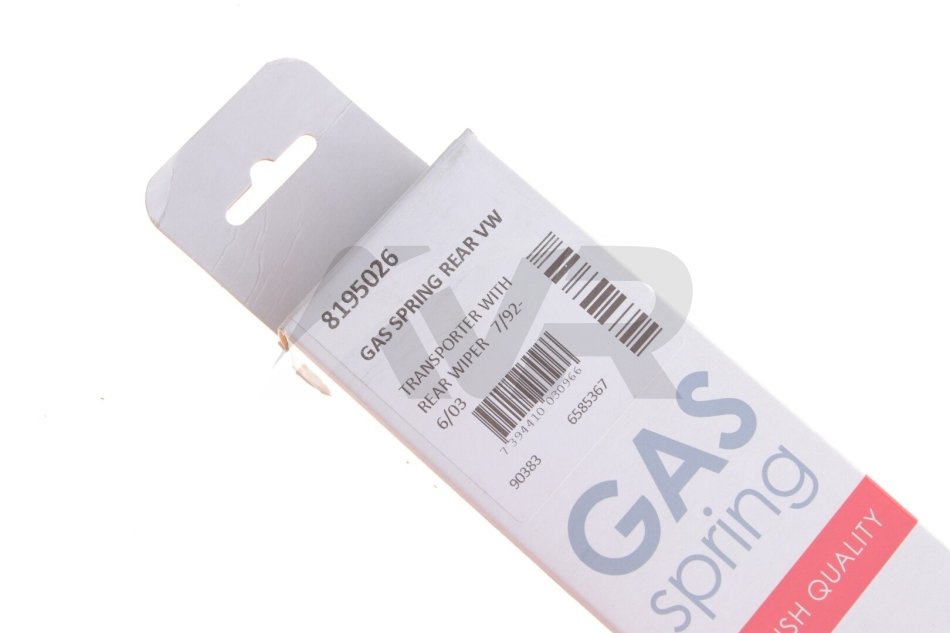 8195026
GAS SPRING REAR VW
TRANSPORTER WITH
REAR WIPER 7/92-
6/03
7 394410 030966
6585367
90383
GAS
spring
QUALITY